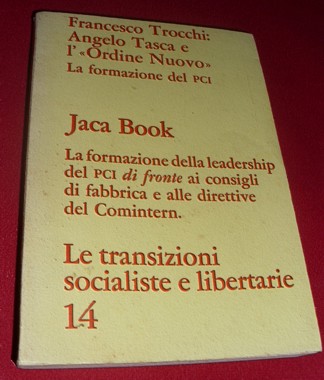 Francesco Trocchi:
Angelo Tasca e
l'«Ordine Nuovo»
La formazione del PCI
Jaca Book
La formazione della leadership
del PCI di fronte ai consigli
di fabbrica e alle direttive
del Comintern.
Le transizioni
socialiste e libertarie
14